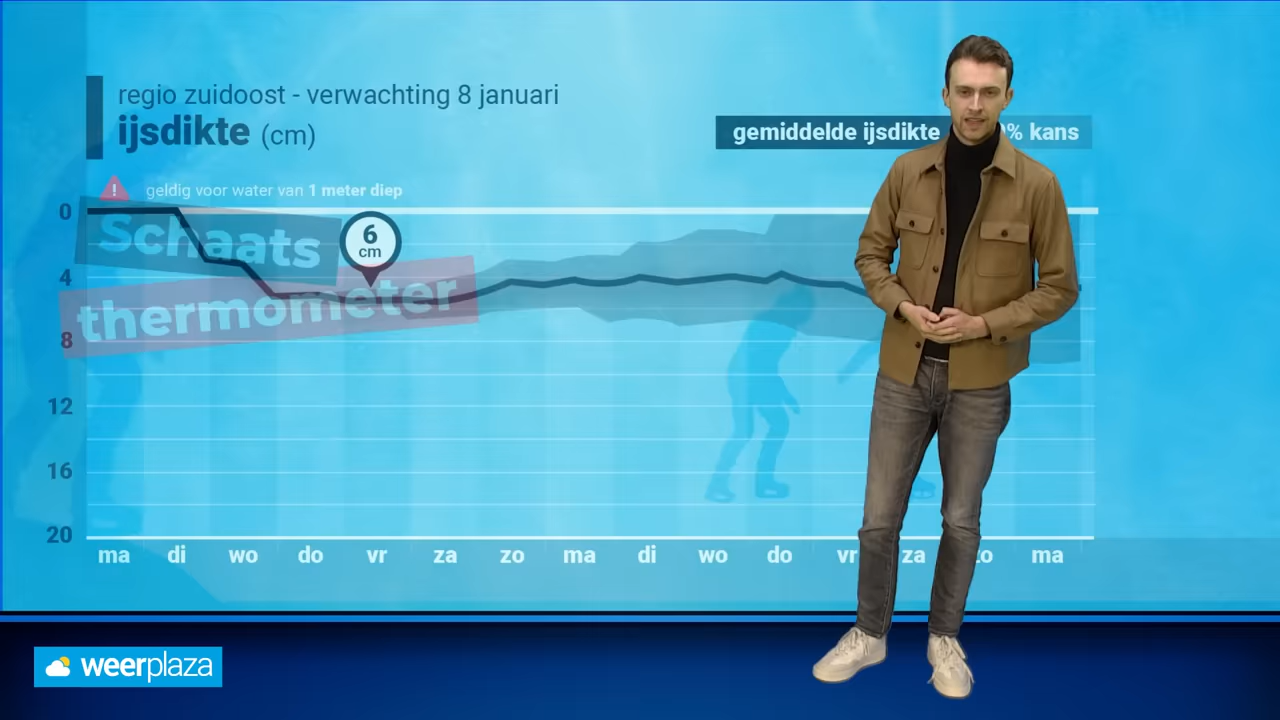 regio zuidoost - verwachting 8 januari
ijsdikte (cm)
gemiddelde ijsdikte % kans
! geldig voor water van 1 meter diep
Schaats
thermometer
6
cm
0
4
8
12
16
20
ma di wo do vr za zo ma di wo do vr za zo ma
weerplaza